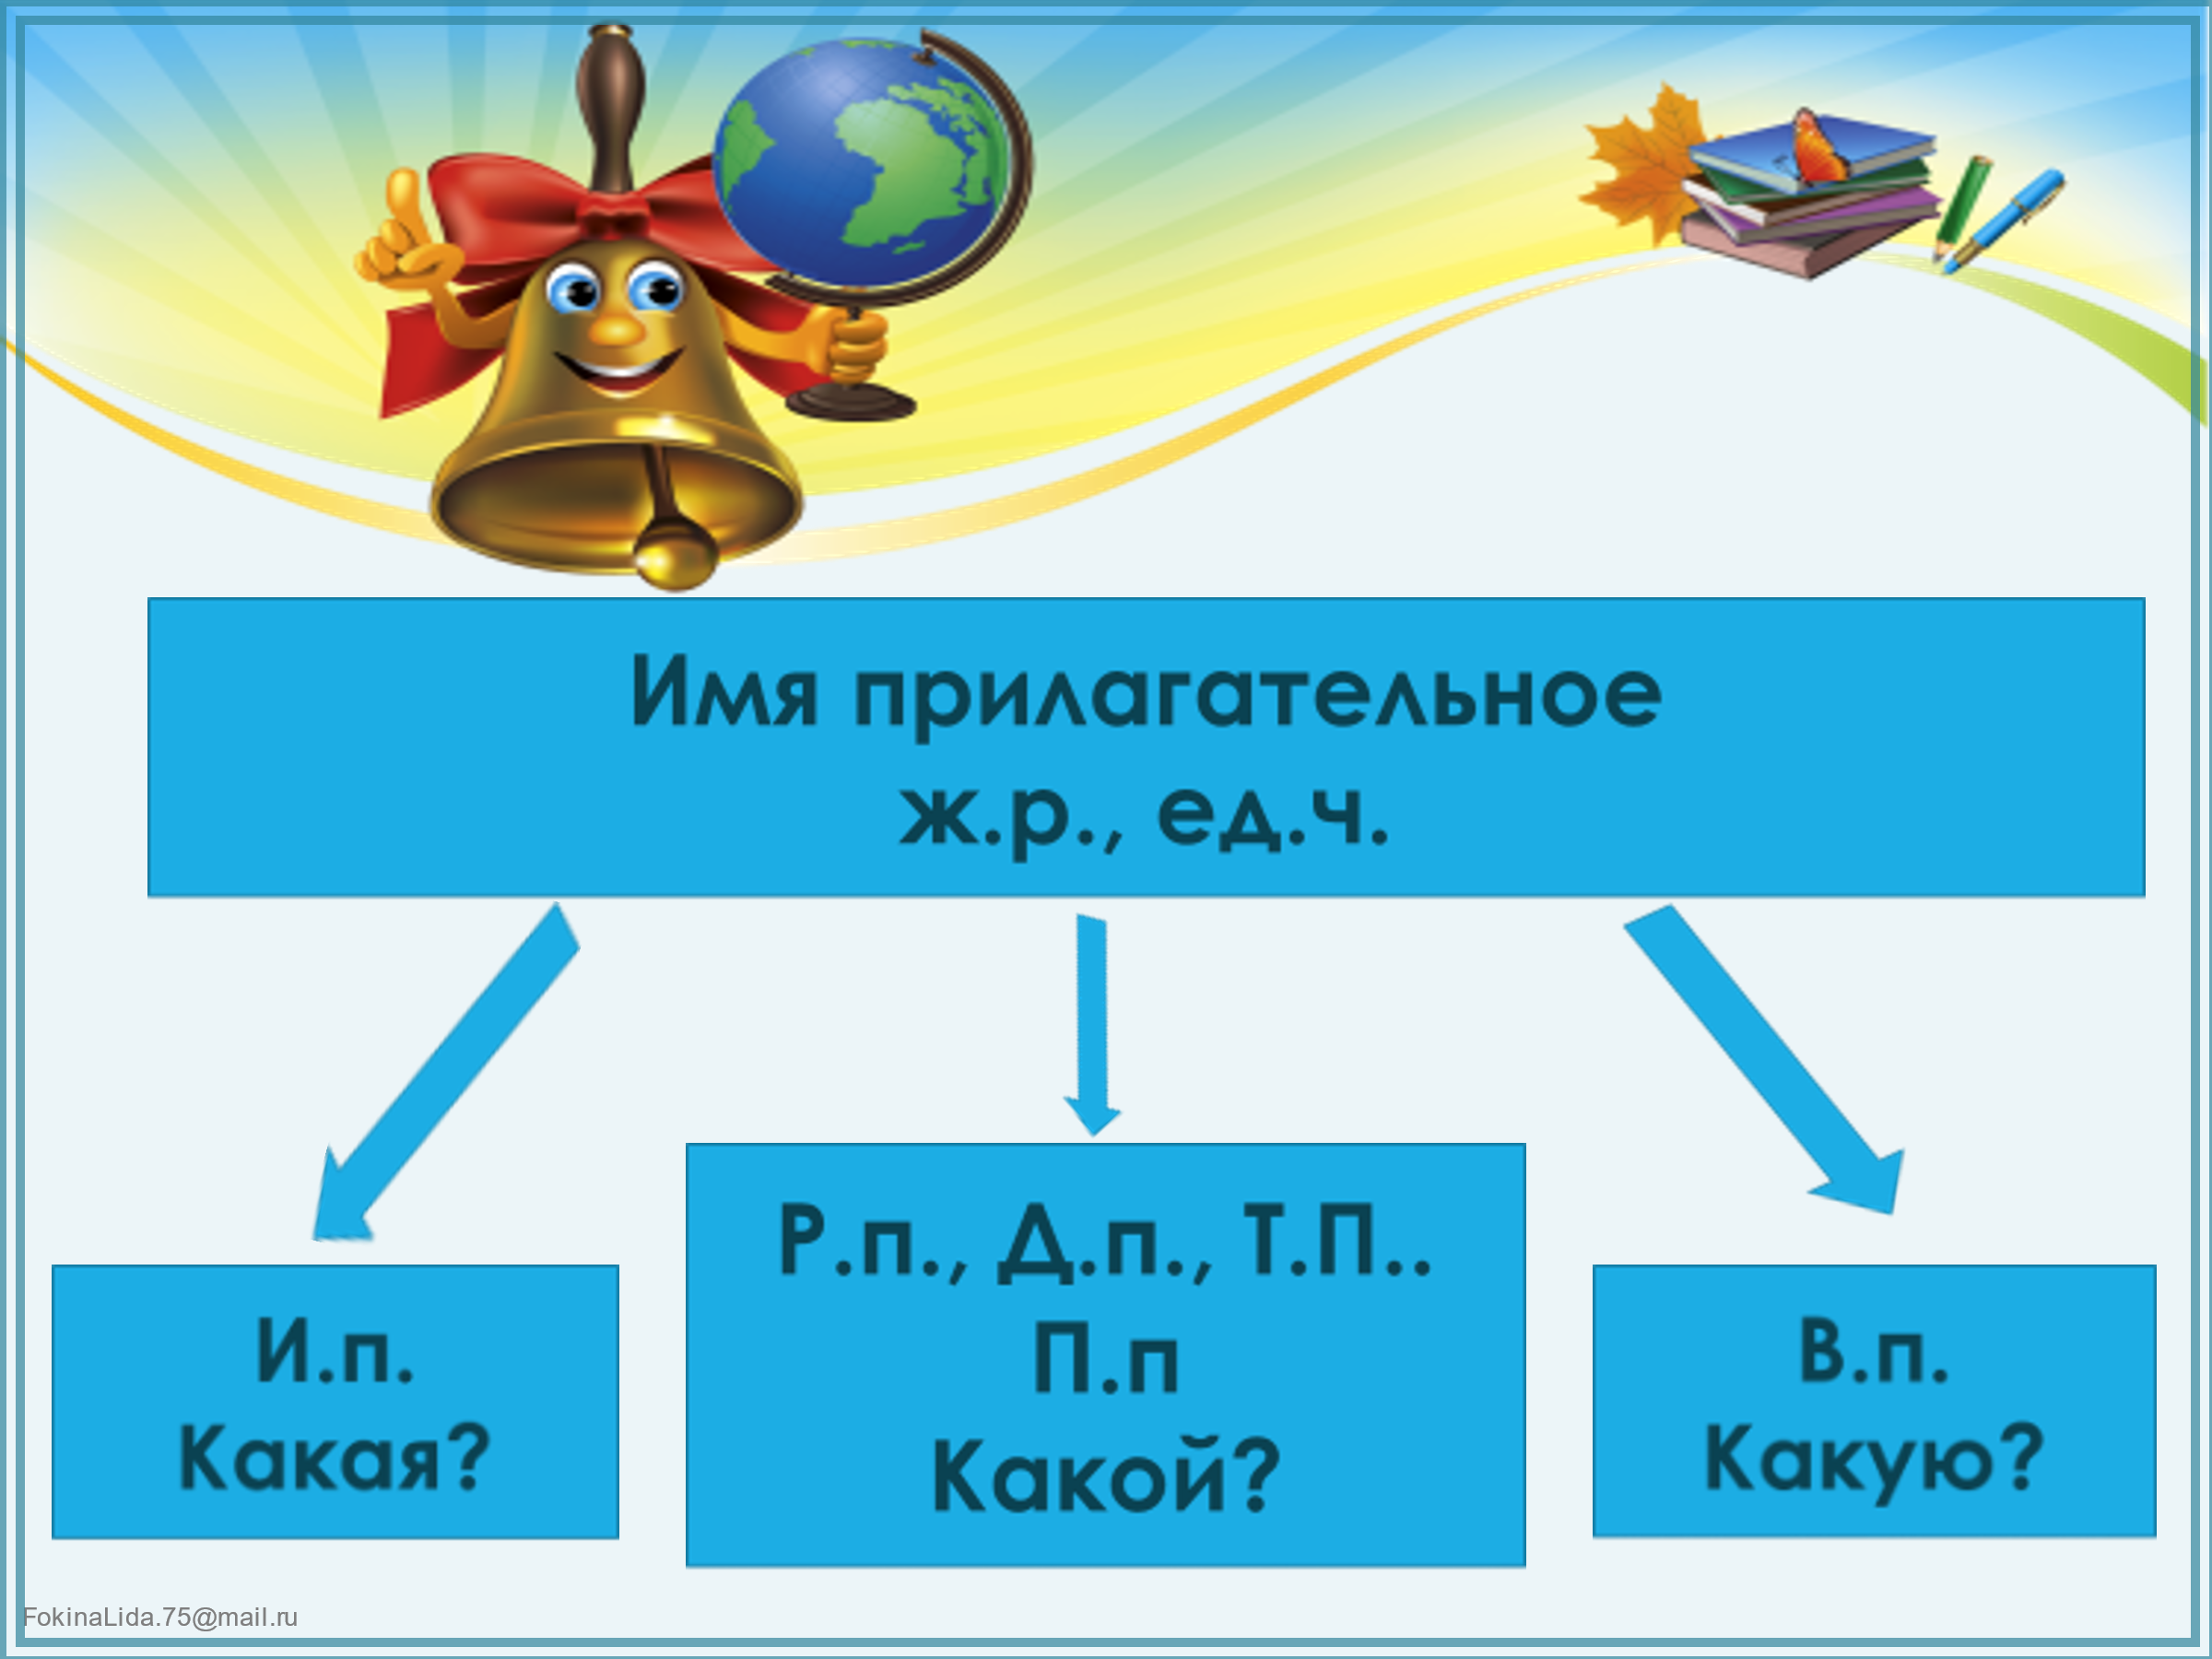 Имя прилагательное
ж.р., ед.ч.
И.п.
Какая?
Р.п., Д.п., Т.П..
П.п
Какой?
В.п.
Какую?
FokinaLida.75@mail.ru